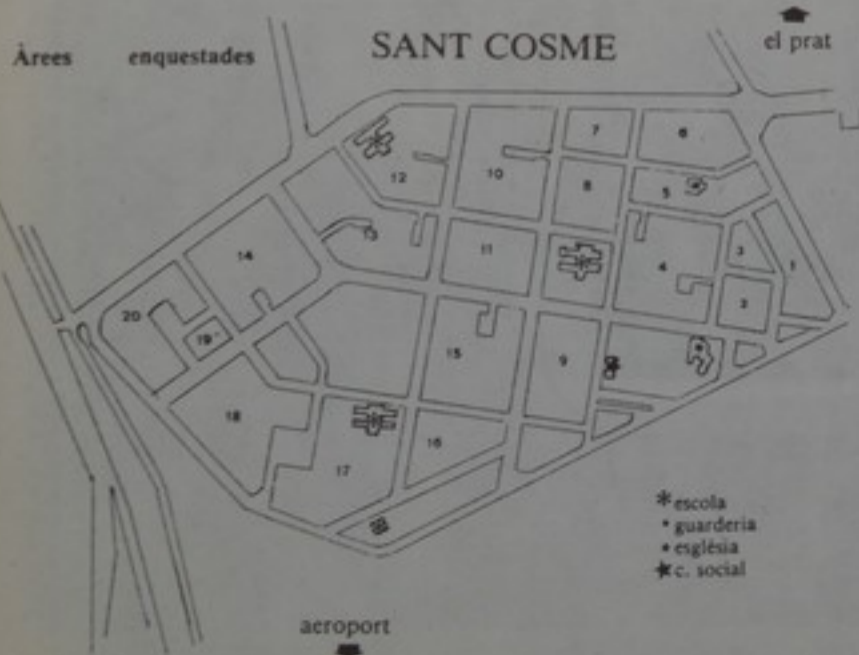 Àrees enquestades
SANT COSME
el prat
7
6
12
10
8
5
13
14
11
4
3
1
2
20
19
15
9
18
17
16
* escola
• guarderia
• església
★ c. social
aeroport